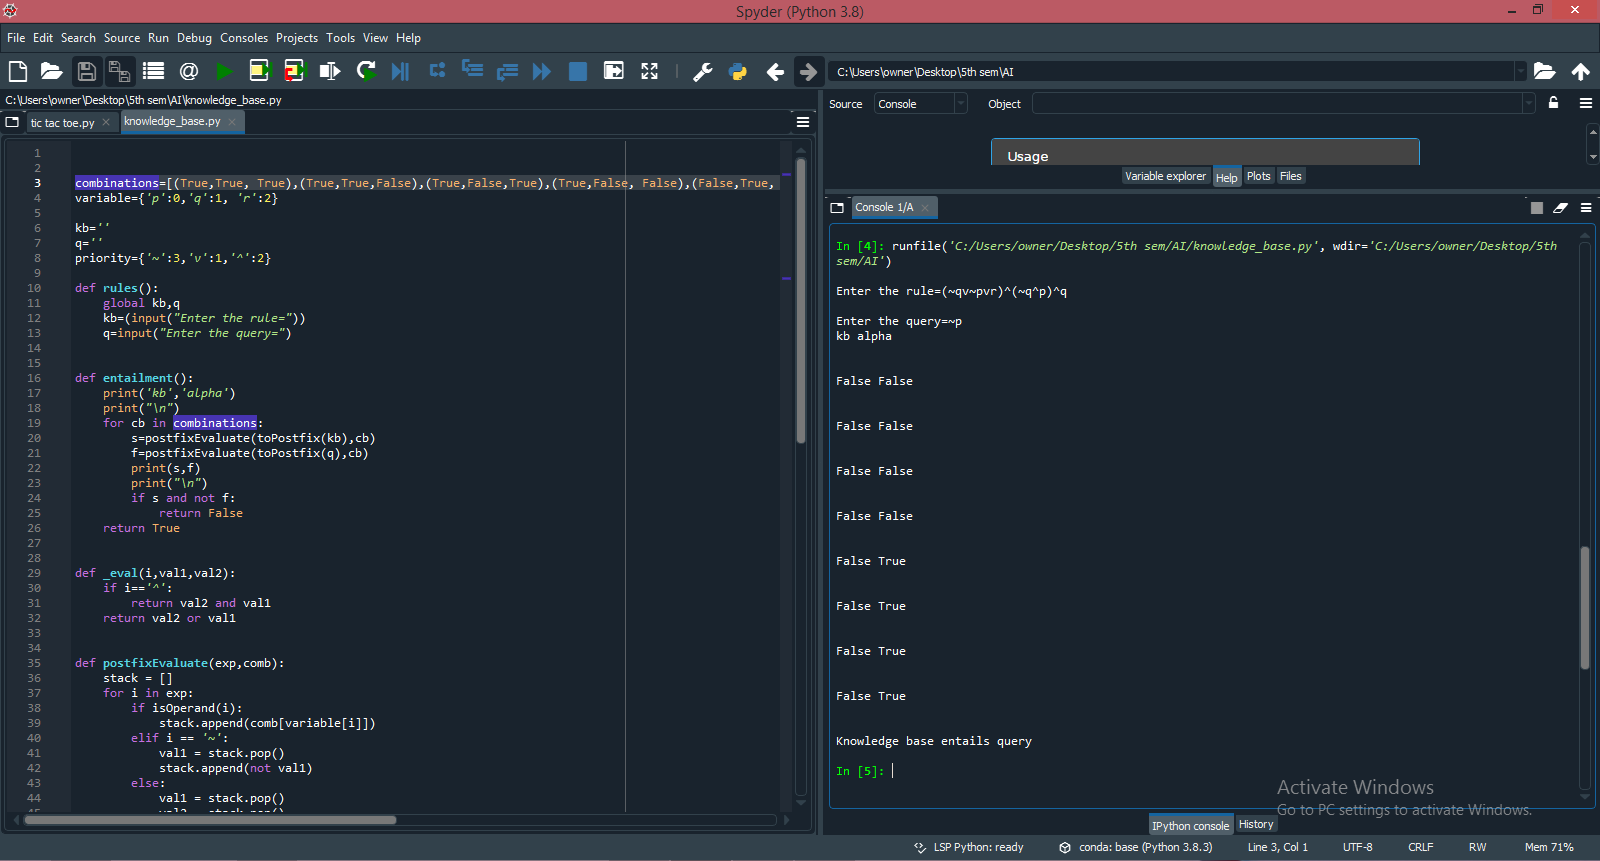 Spyder (Python 3.8)
File Edit Search Source Run Debug Consoles Projects Tools View Help
C:\Users\owner\Desktop\5th sem\AI
C:\Users\owner\Desktop\5th sem\AI\knowledge_base.py
tic tac toe.py
knowledge_base.py
1
2
3 combinations=[(True,True, True),(True,True,False),(True,False,True),(True,False, False),(False,True,
4 variable={'p':0,'q':1, 'r':2}
5
6 kb=''
7 q=''
8 priority={'~':3,'v':1,'^':2}
9
10 def rules():
11 global kb,q
12 kb=(input("Enter the rule="))
13 q=input("Enter the query=")
14
15
16 def entailment():
17 print('kb','alpha')
18 print("\n")
19 for cb in combinations:
20 s=postfixEvaluate(toPostfix(kb),cb)
21 f=postfixEvaluate(toPostfix(q),cb)
22 print(s,f)
23 print("\n")
24 if s and not f:
25 return False
26 return True
27
28
29 def _eval(i,val1,val2):
30 if i=='^':
31 return val2 and val1
32 return val2 or val1
33
34
35 def postfixEvaluate(exp,comb):
36 stack = []
37 for i in exp:
38 if isOperand(i):
39 stack.append(comb[variable[i]])
40 elif i == '~':
41 val1 = stack.pop()
42 stack.append(not val1)
43 else:
44 val1 = stack.pop()
Source Console Object
Usage
Variable explorer Help Plots Files
Console 1/A
In [4]: runfile('C:/Users/owner/Desktop/5th sem/AI/knowledge_base.py', wdir='C:/Users/owner/Desktop/5th
sem/AI')
Enter the rule=(~qv~pvr)^(~q^p)^q
Enter the query=~p
kb alpha
False False
False False
False False
False False
False True
False True
False True
False True
Knowledge base entails query
In [5]:
Activate Windows
Go to PC settings to activate Windows.
IPython console History
LSP Python: ready conda: base (Python 3.8.3) Line 3, Col 1 UTF-8 CRLF RW Mem 71%